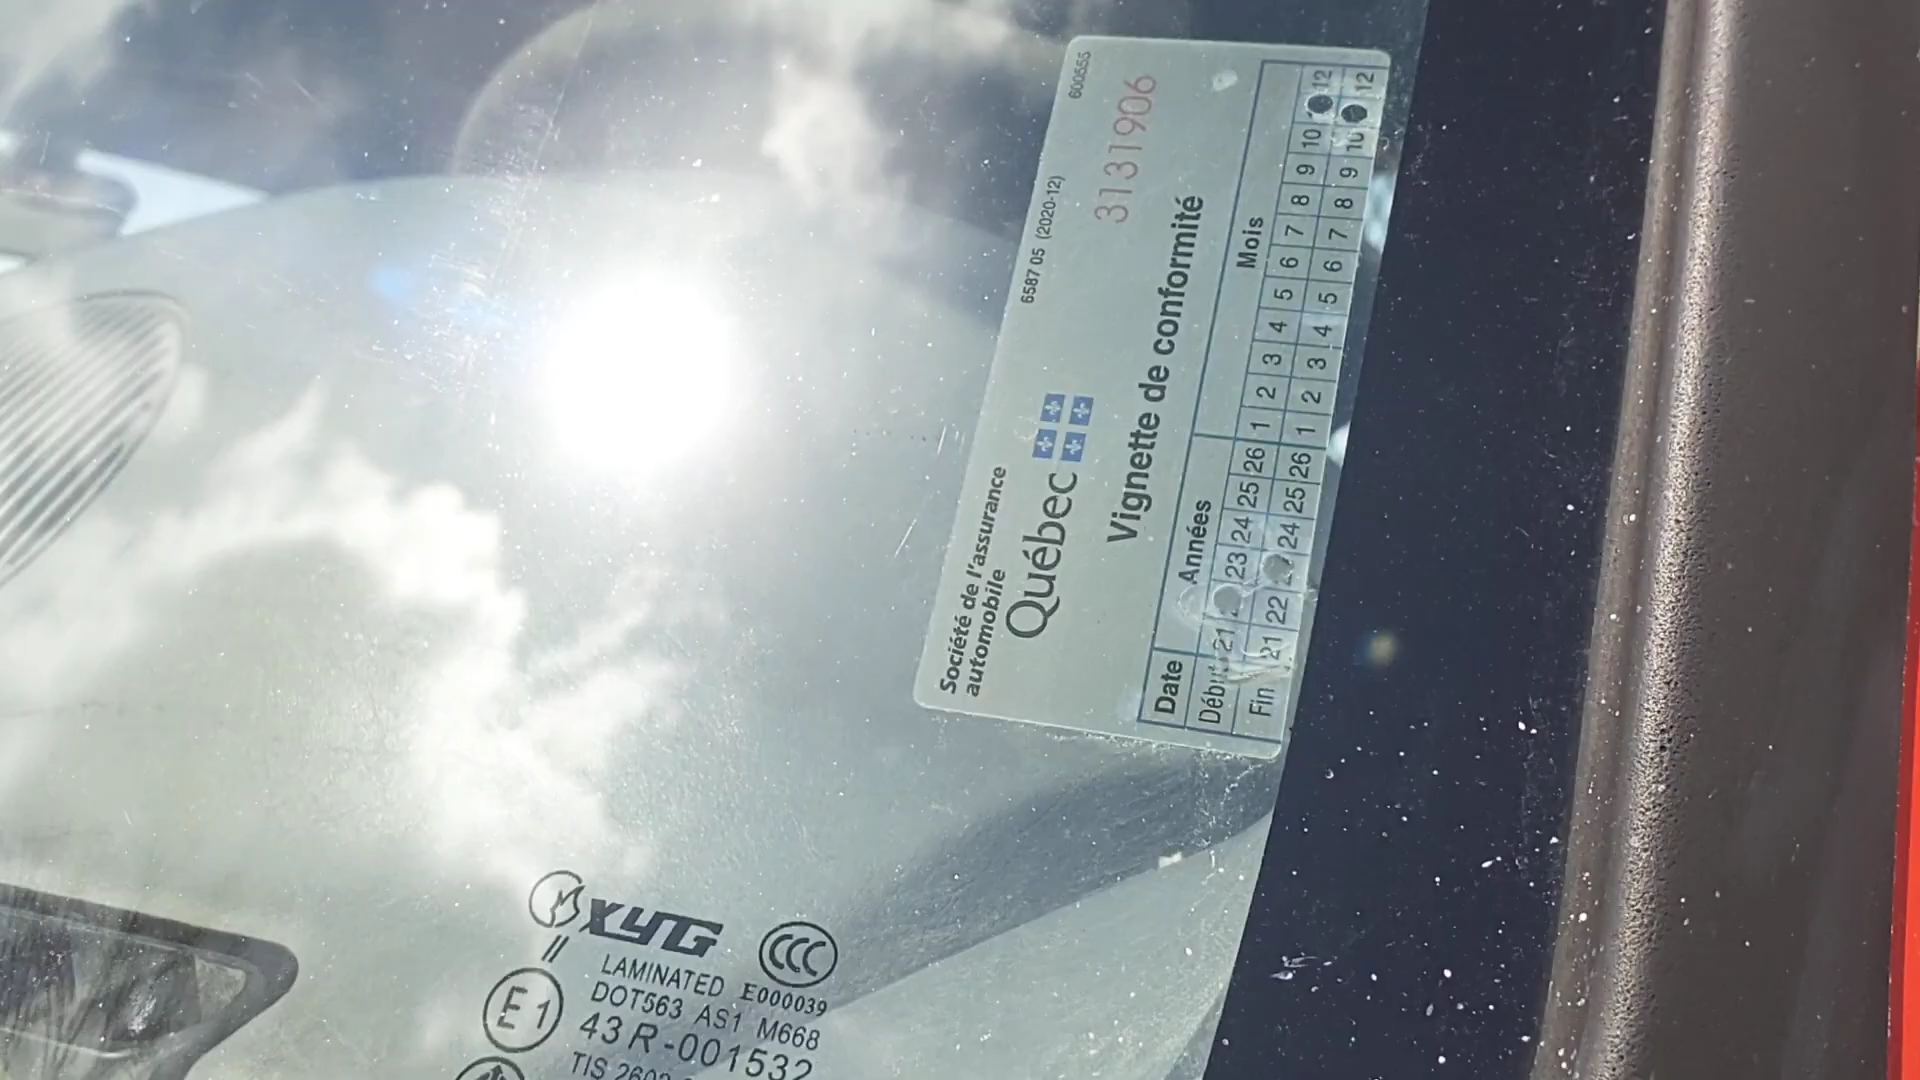 Société de l'assurance
automobile
Québec
6587 05 (2020-12)
600555
3131906
Vignette de conformité
Date Années Mois
Début 21 23 24 25 26 1 2 3 4 5 6 7 8 9 10 12
Fin 21 22 24 25 26 1 2 3 4 5 6 7 8 9 10 12
XYG
CCC
LAMINATED E000039
DOT563 AS1 M668
E1 43R-001532
TIS